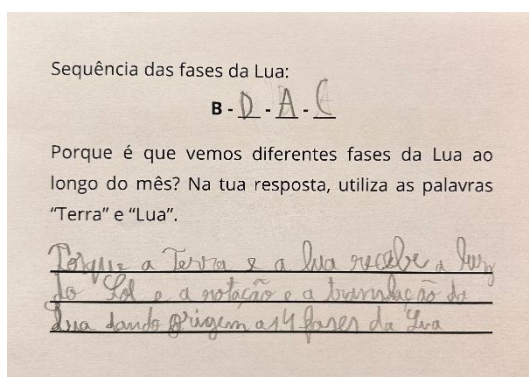 Sequência das fases da Lua:
B - D - A - C
Porque é que vemos diferentes fases da Lua ao
longo do mês? Na tua resposta, utiliza as palavras
“Terra” e “Lua”.
Porque a Terra e a lua recebe a luz
do Sol e a rotação e a translação da
Lua dando origem as 4 fases da Lua